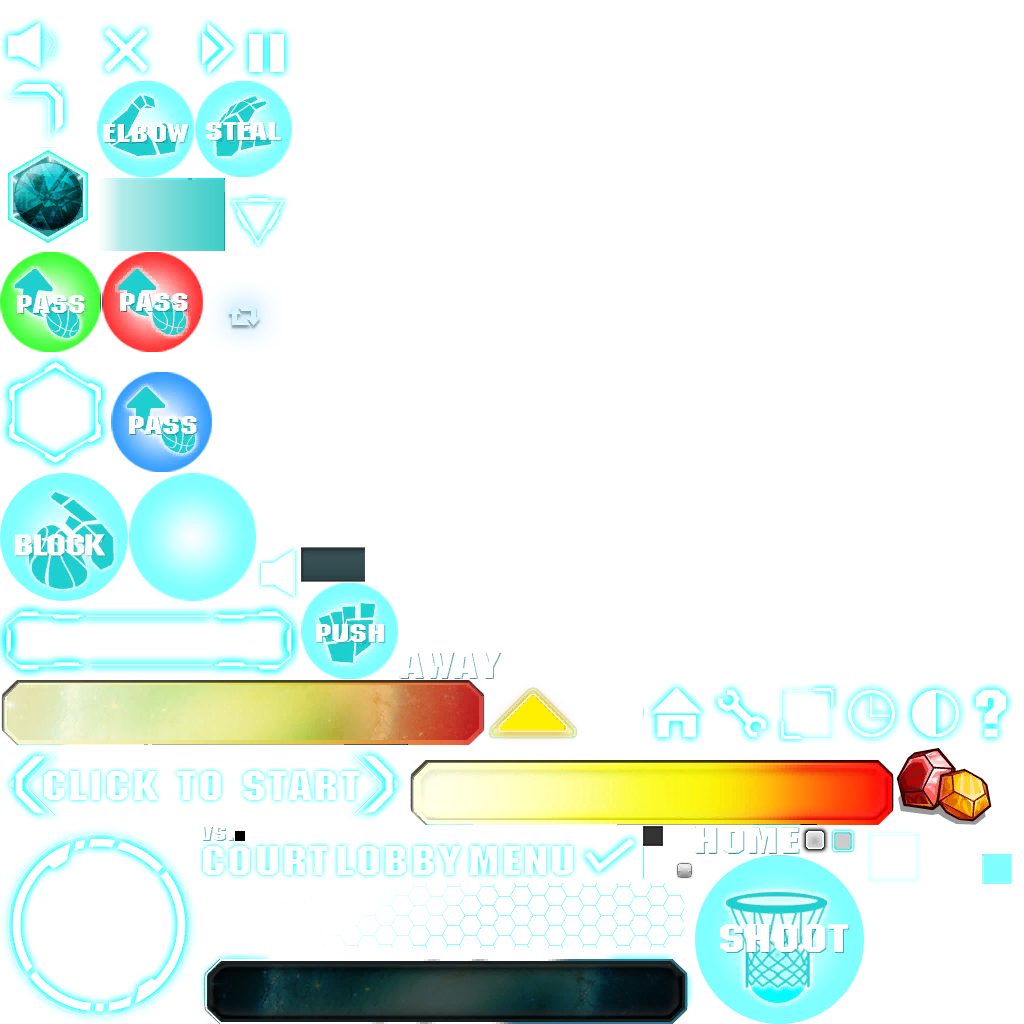 ELBOW
STEAL
PASS
PASS
PASS
BLOCK
PUSH
AWAY
?
CLICK TO START
VS.
HOME
COURT LOBBY MENU
SHOOT